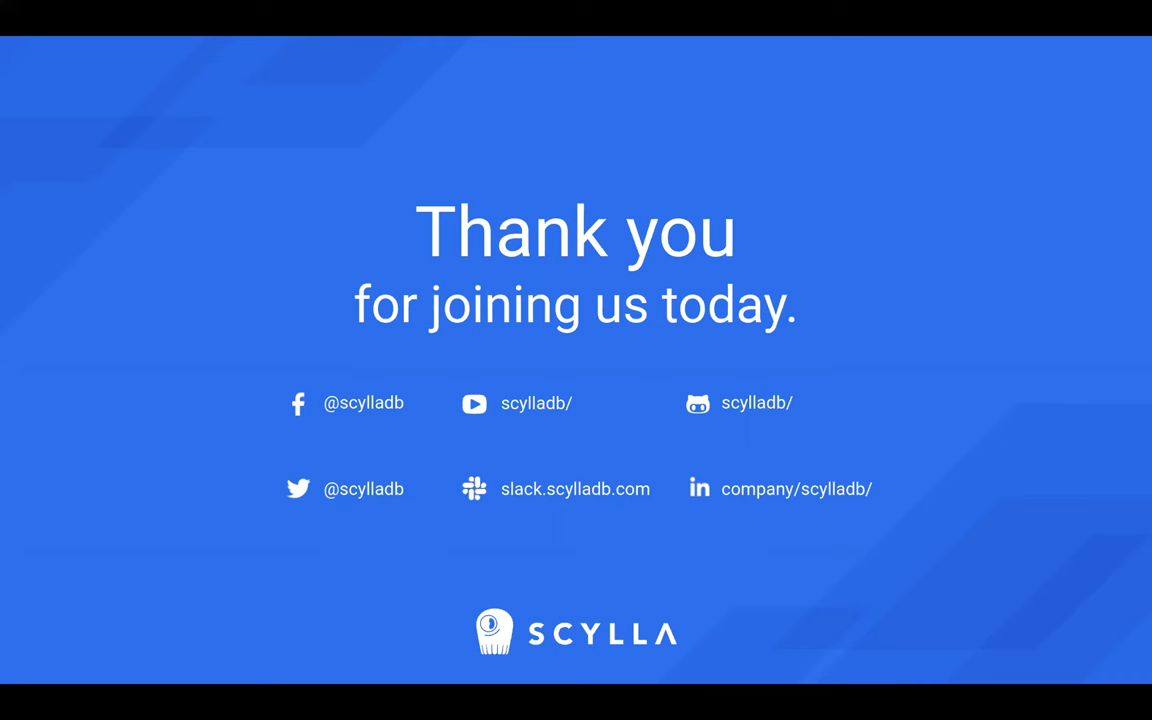 Thank you
for joining us today.
@scylladb
scylladb/
scylladb/
@scylladb
slack.scylladb.com
company/scylladb/
SCYLLA